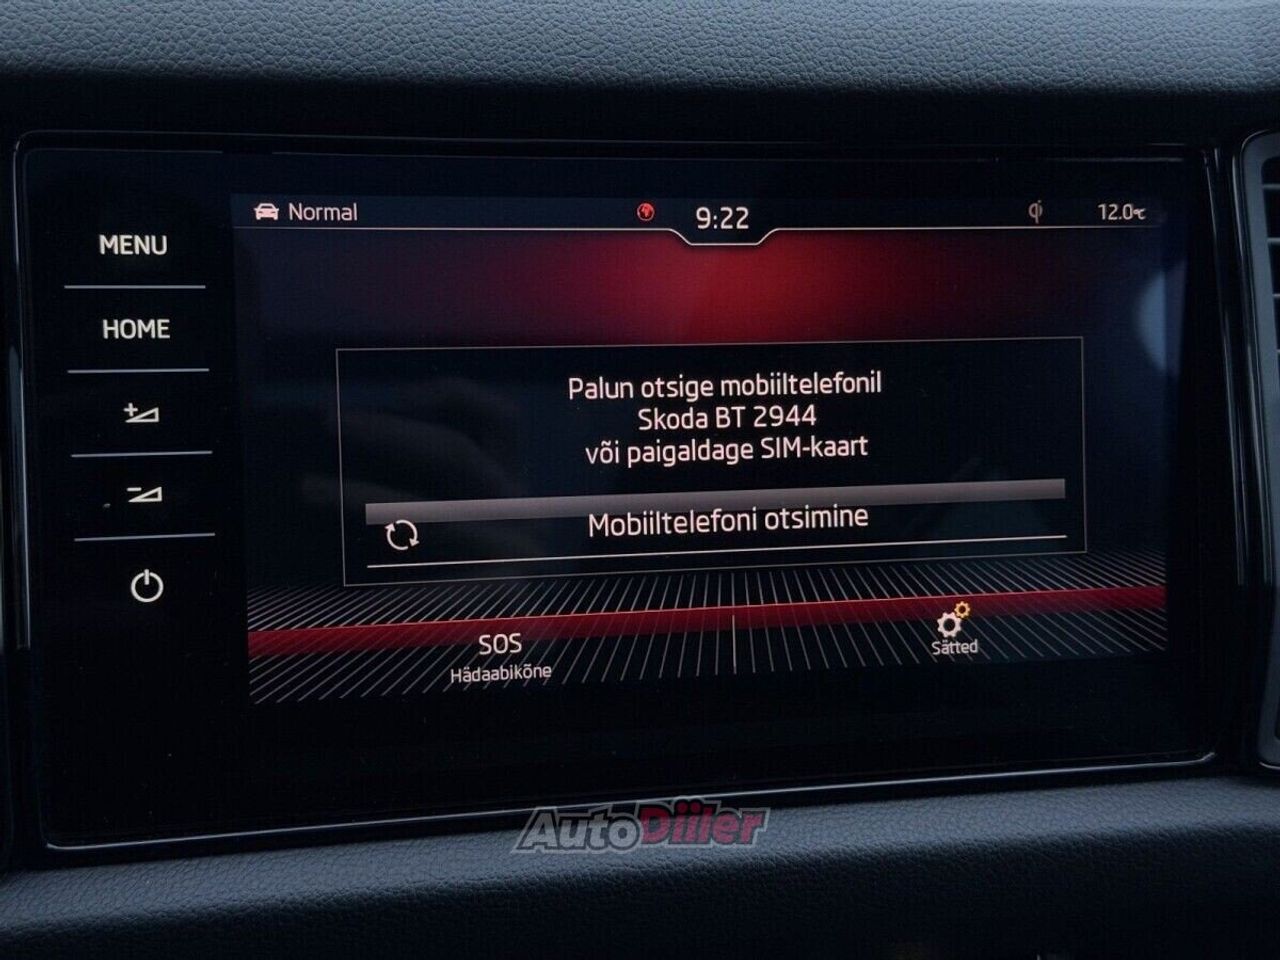 Normal
9:22
12.0°C
MENU
HOME
Palun otsige mobiiltelefonil
Skoda BT 2944
või paigaldage SIM-kaart
Mobiiltelefoni otsimine
SOS
Hädaabikõne
Sätted
AutoDiiler